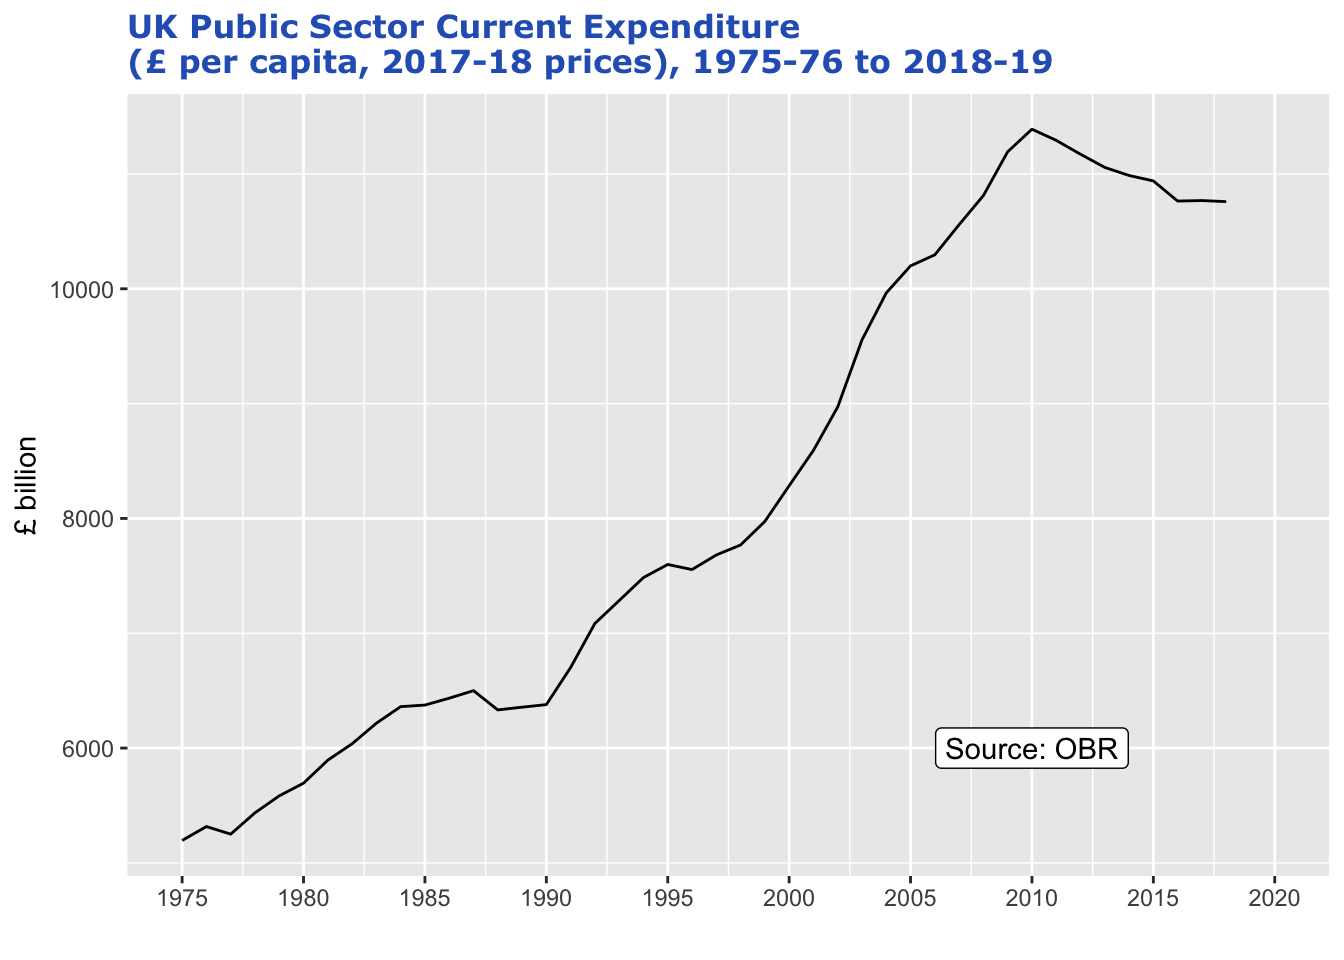 UK Public Sector Current Expenditure
(£ per capita, 2017-18 prices), 1975-76 to 2018-19
£ billion
10000
8000
6000
Source: OBR
1975 1980 1985 1990 1995 2000 2005 2010 2015 2020